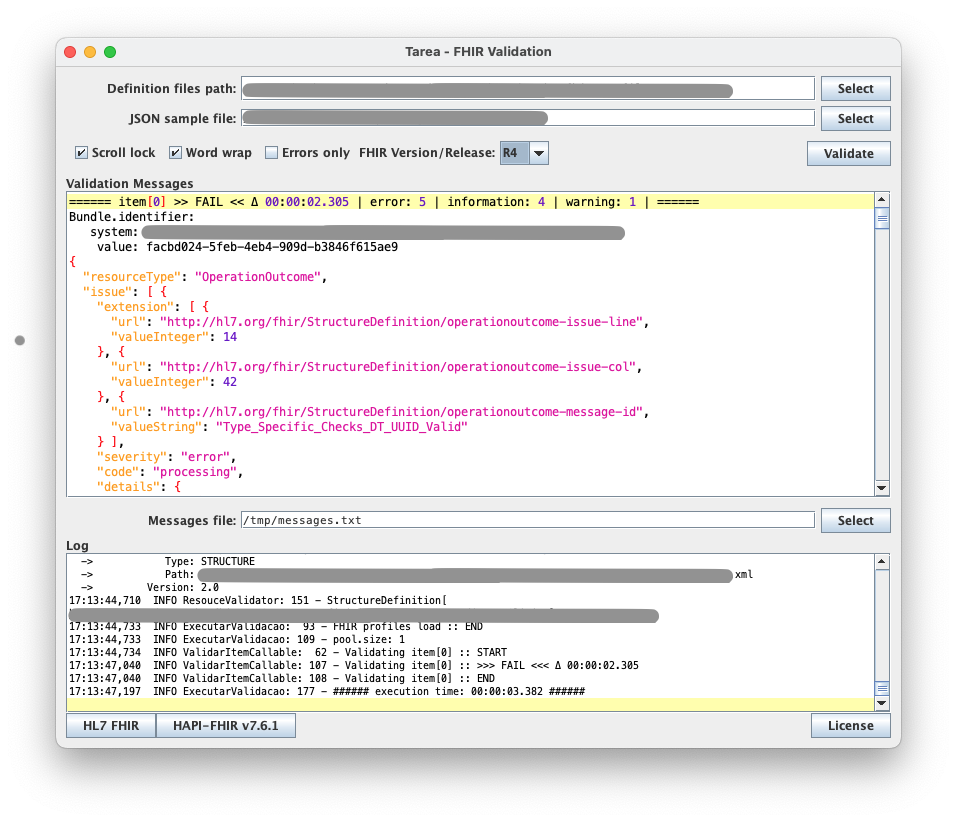 Tarea - FHIR Validation
Definition files path: Select
JSON sample file: Select
Scroll lock Word wrap Errors only FHIR Version/Release: R4 Validate
Validation Messages
====== item[0] >> FAIL << Δ 00:00:02.305 | error: 5 | information: 4 | warning: 1 | ======
Bundle.identifier:
system:
value: facbd024-5feb-4eb4-909d-b3846f615ae9
{
"resourceType": "OperationOutcome",
"issue": [ {
"extension": [ {
"url": "http://hl7.org/fhir/StructureDefinition/operationoutcome-issue-line",
"valueInteger": 14
}, {
"url": "http://hl7.org/fhir/StructureDefinition/operationoutcome-issue-col",
"valueInteger": 42
}, {
"url": "http://hl7.org/fhir/StructureDefinition/operationoutcome-message-id",
"valueString": "Type_Specific_Checks_DT_UUID_Valid"
} ],
"severity": "error",
"code": "processing",
"details": {
Messages file: /tmp/messages.txt Select
Log
-> Type: STRUCTURE
-> Path: xml
-> Version: 2.0
17:13:44,710 INFO ResouceValidator: 151 - StructureDefinition[
17:13:44,733 INFO ExecutarValidacao: 93 - FHIR profiles load :: END
17:13:44,733 INFO ExecutarValidacao: 109 - pool.size: 1
17:13:44,734 INFO ValidarItemCallable: 62 - Validating item[0] :: START
17:13:47,040 INFO ValidarItemCallable: 107 - Validating item[0] :: >>> FAIL <<< Δ 00:00:02.305
17:13:47,040 INFO ValidarItemCallable: 108 - Validating item[0] :: END
17:13:47,197 INFO ExecutarValidacao: 177 - ###### execution time: 00:00:03.382 ######
HL7 FHIR HAPI-FHIR v7.6.1 License